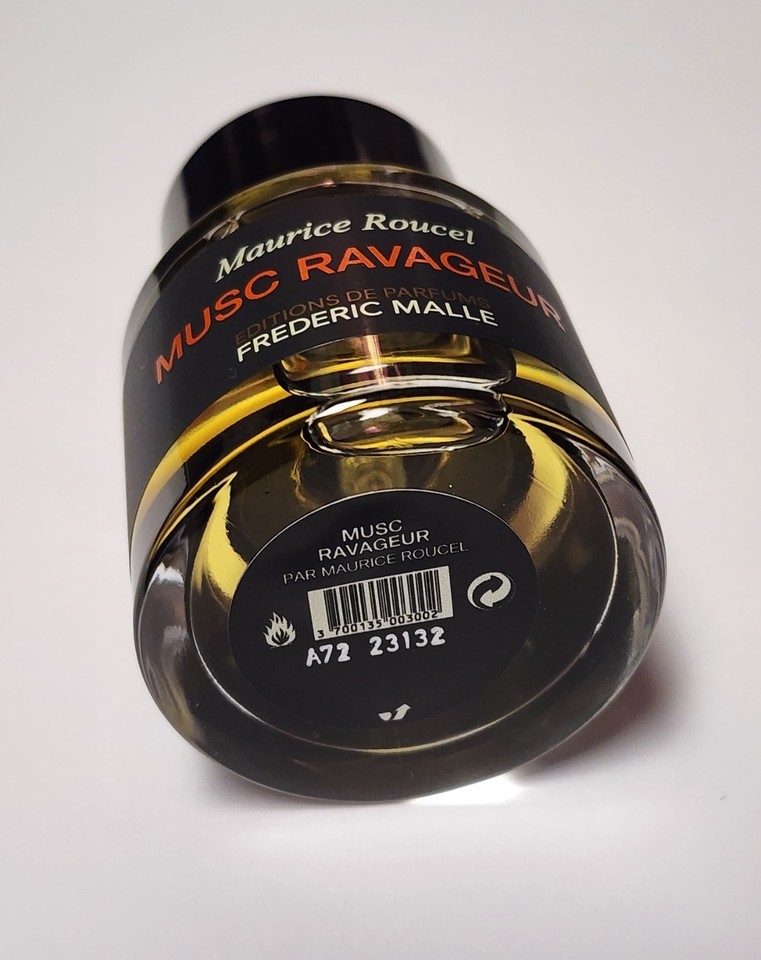 Maurice Roucel
MUSC RAVAGEUR
EDITIONS DE PARFUMS
FREDERIC MALLE
MUSC
RAVAGEUR
PAR MAURICE ROUCEL
3 700135 003002
A72 23132